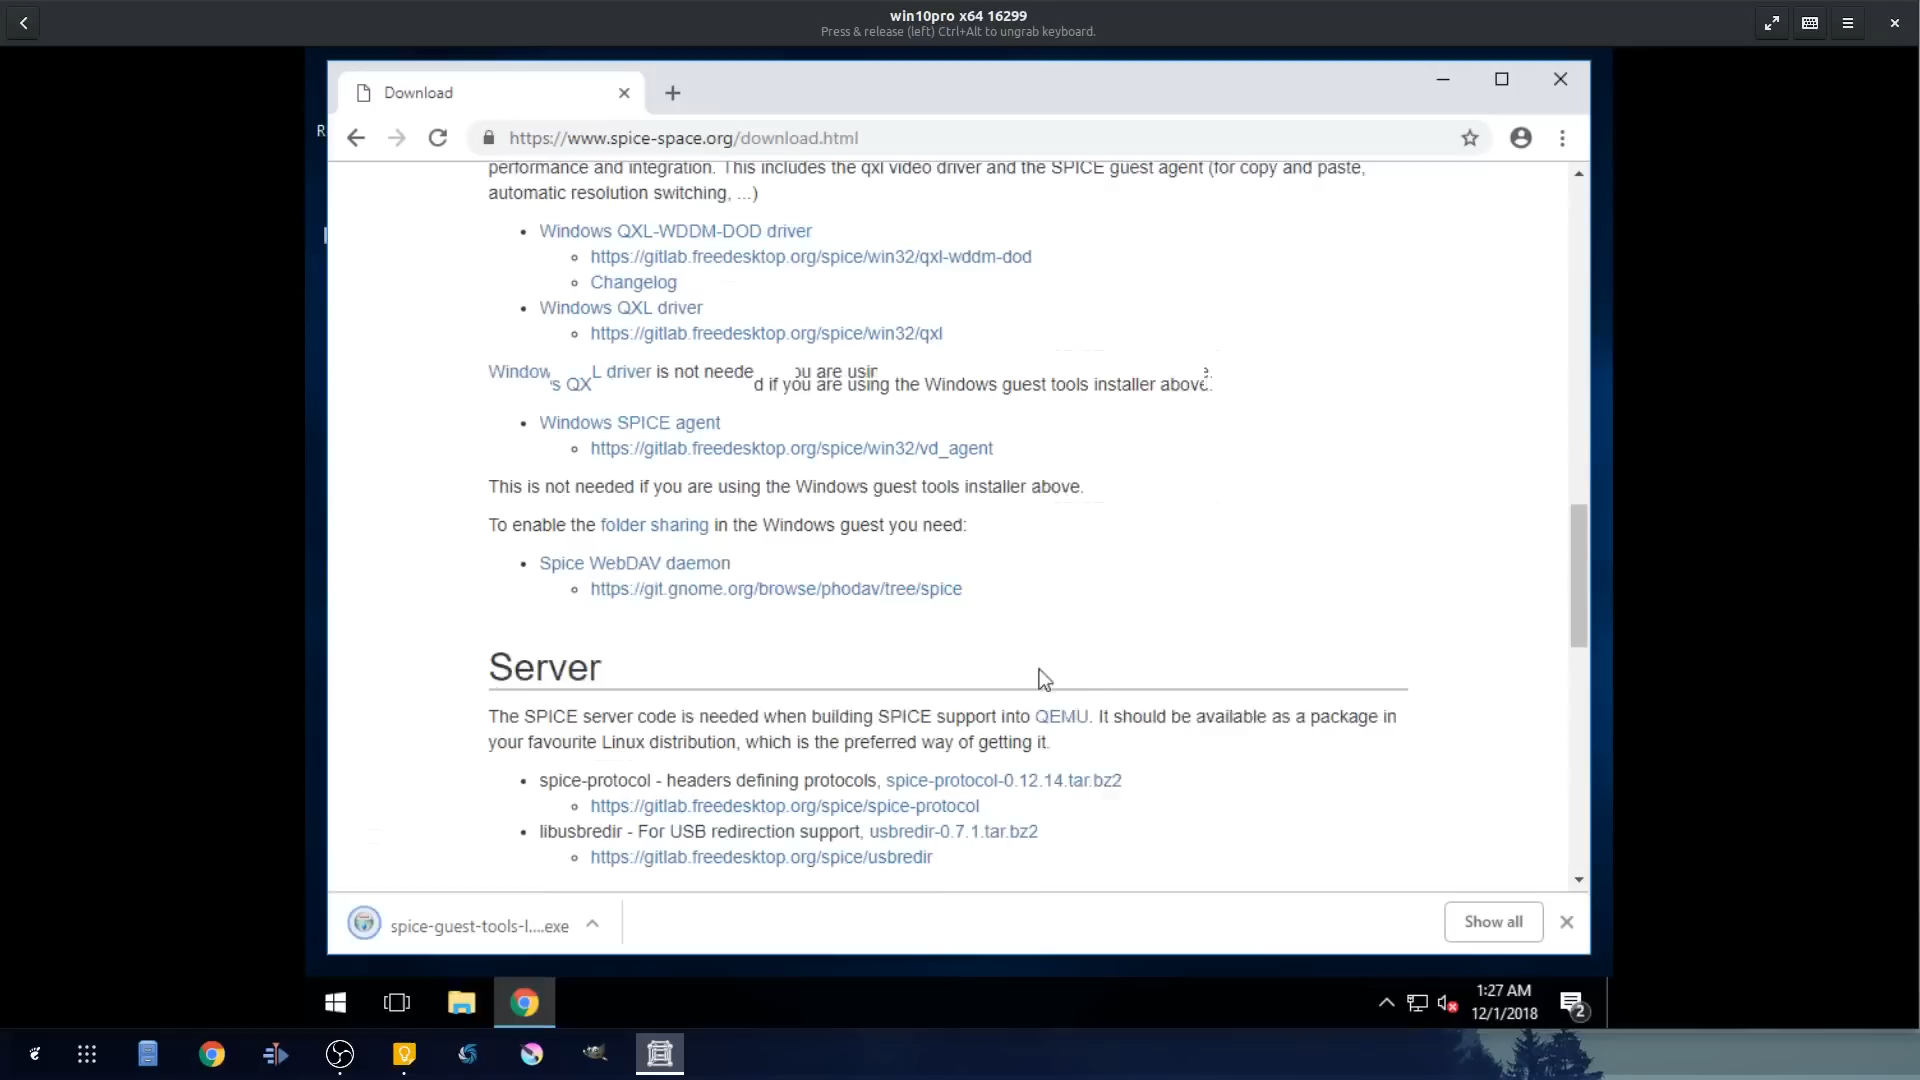 win10pro x64 16299
Press & release (left) Ctrl+Alt to ungrab keyboard.
Download
R
https://www.spice-space.org/download.html
performance and integration. This includes the qxl video driver and the SPICE guest agent (for copy and paste,
automatic resolution switching, ...)
Windows QXL-WDDM-DOD driver
https://gitlab.freedesktop.org/spice/win32/qxl-wddm-dod
Changelog
Windows QXL driver
https://gitlab.freedesktop.org/spice/win32/qxl
Windows QXL driver is not needed if you are using the Windows guest tools installer above.
Windows SPICE agent
https://gitlab.freedesktop.org/spice/win32/vd_agent
This is not needed if you are using the Windows guest tools installer above.
To enable the folder sharing in the Windows guest you need:
Spice WebDAV daemon
https://git.gnome.org/browse/phodav/tree/spice
Server
The SPICE server code is needed when building SPICE support into QEMU. It should be available as a package in
your favourite Linux distribution, which is the preferred way of getting it.
spice-protocol - headers defining protocols, spice-protocol-0.12.14.tar.bz2
https://gitlab.freedesktop.org/spice/spice-protocol
libusbredir - For USB redirection support, usbredir-0.7.1.tar.bz2
https://gitlab.freedesktop.org/spice/usbredir
spice-guest-tools-l....exe
Show all
1:27 AM
12/1/2018
2